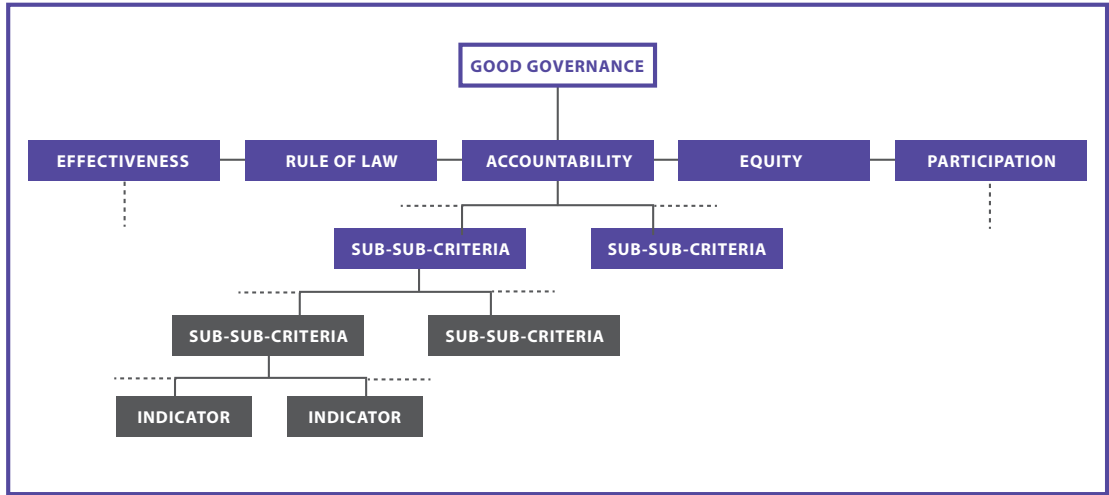 GOOD GOVERNANCE
EFFECTIVENESS
RULE OF LAW
ACCOUNTABILITY
EQUITY
PARTICIPATION
SUB-SUB-CRITERIA
SUB-SUB-CRITERIA
SUB-SUB-CRITERIA
SUB-SUB-CRITERIA
INDICATOR
INDICATOR